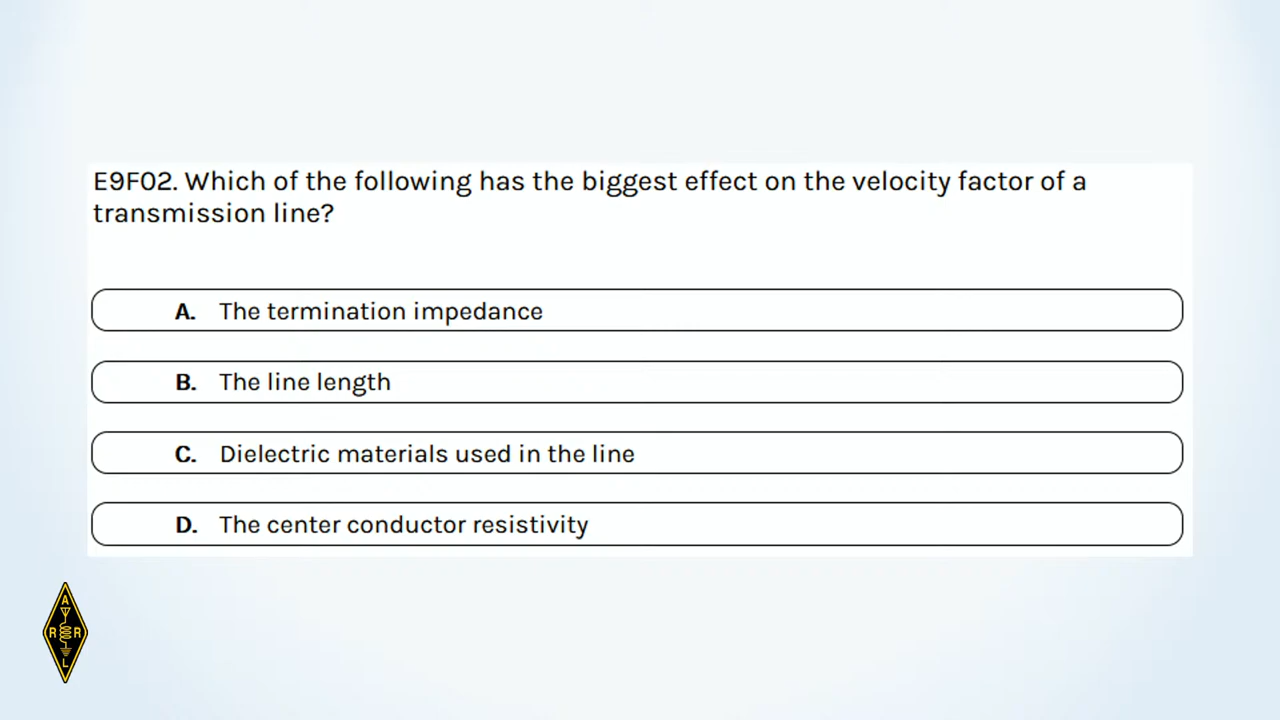 E9F02. Which of the following has the biggest effect on the velocity factor of a
transmission line?
A. The termination impedance
B. The line length
C. Dielectric materials used in the line
D. The center conductor resistivity
A
R R
L